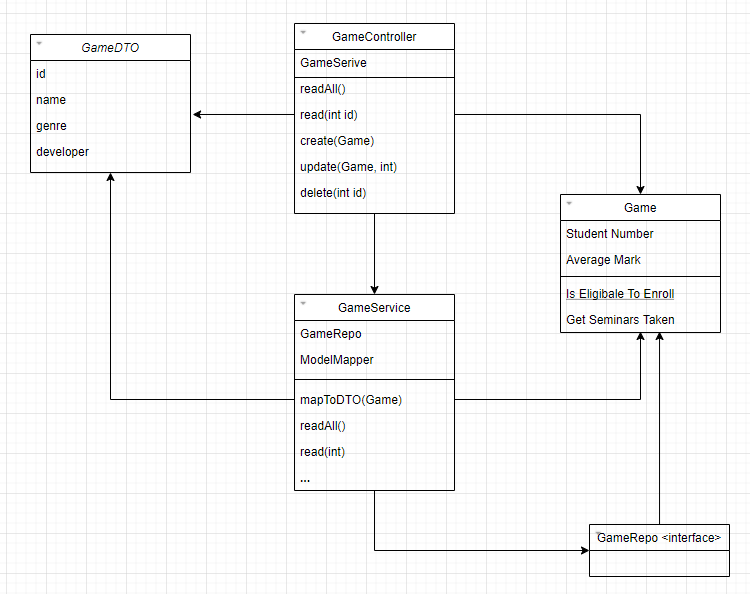 GameDTO
id
name
genre
developer
GameController
GameSerive
readAll()
read(int id)
create(Game)
update(Game, int)
delete(int id)
Game
Student Number
Average Mark
Is Eligibale To Enroll
Get Seminars Taken
GameService
GameRepo
ModelMapper
mapToDTO(Game)
readAll()
read(int)
...
GameRepo <interface>